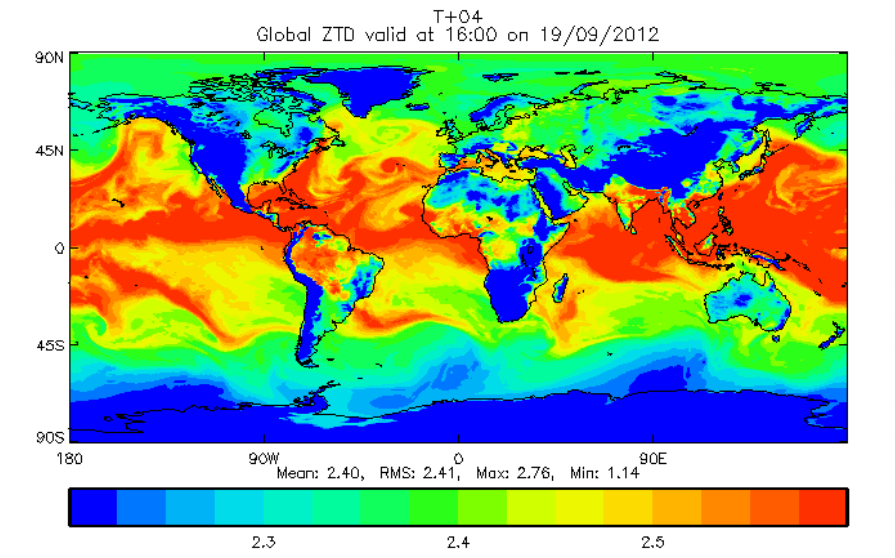 T+04
Global ZTD valid at 16:00 on 19/09/2012
90N
45N
0
45S
90S
180 90W 0 90E
Mean: 2.40, RMS: 2.41, Max: 2.76, Min: 1.14
2.3 2.4 2.5